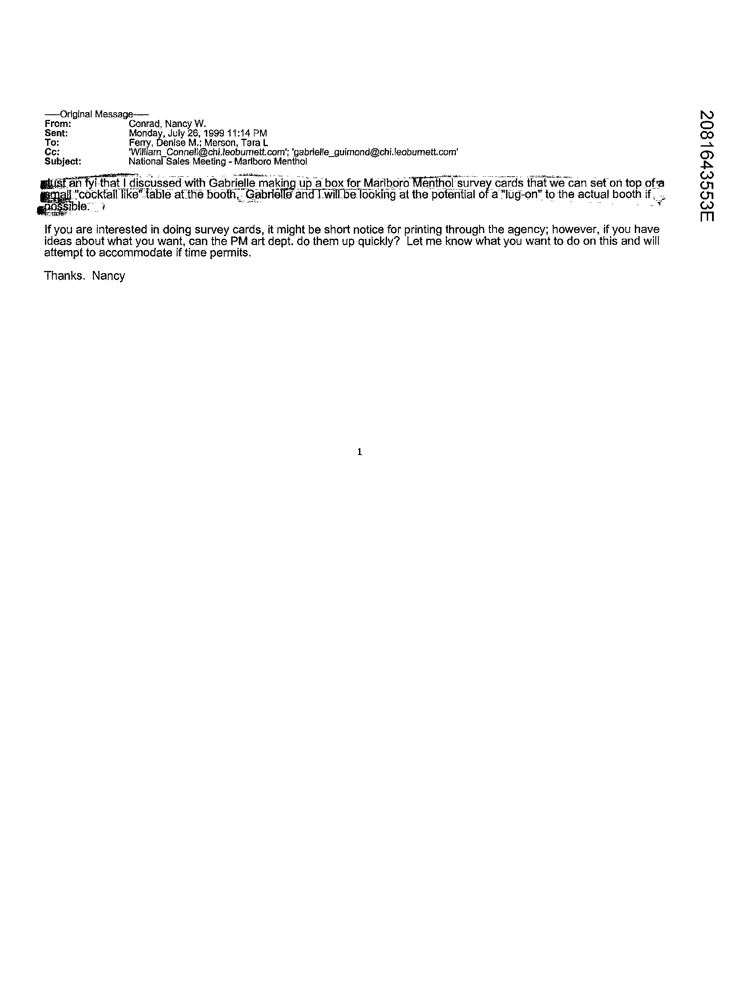 -----Original Message-----
From: Conrad, Nancy W.
Sent: Monday, July 26, 1999 11:14 PM
To: Ferry, Denise M.; Merson, Tara L
Cc: 'William_Connell@chi.leoburnett.com'; 'gabrielle_guimond@chi.leoburnett.com'
Subject: National Sales Meeting - Marlboro Menthol
Just an fyi that I discussed with Gabrielle making up a box for Marlboro Menthol survey cards that we can set on top of a
small "cocktail like" table at the booth. Gabrielle and I will be looking at the potential of a "lug-on" to the actual booth if
possible.
If you are interested in doing survey cards, it might be short notice for printing through the agency; however, if you have
ideas about what you want, can the PM art dept. do them up quickly? Let me know what you want to do on this and will
attempt to accommodate if time permits.
Thanks. Nancy
1
2081643553E